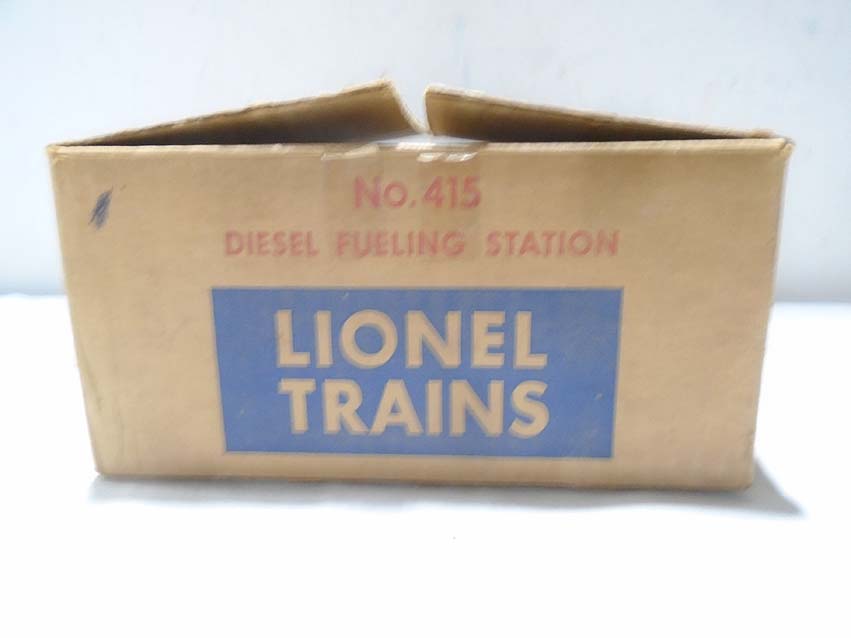 No. 415
DIESEL FUELING STATION
LIONEL
TRAINS